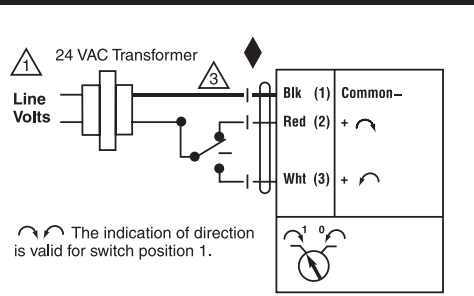 24 VAC Transformer
1
3
Line
Volts
Blk (1) Common–
Red (2) +
Wht (3) +
The indication of direction
is valid for switch position 1.
1 0